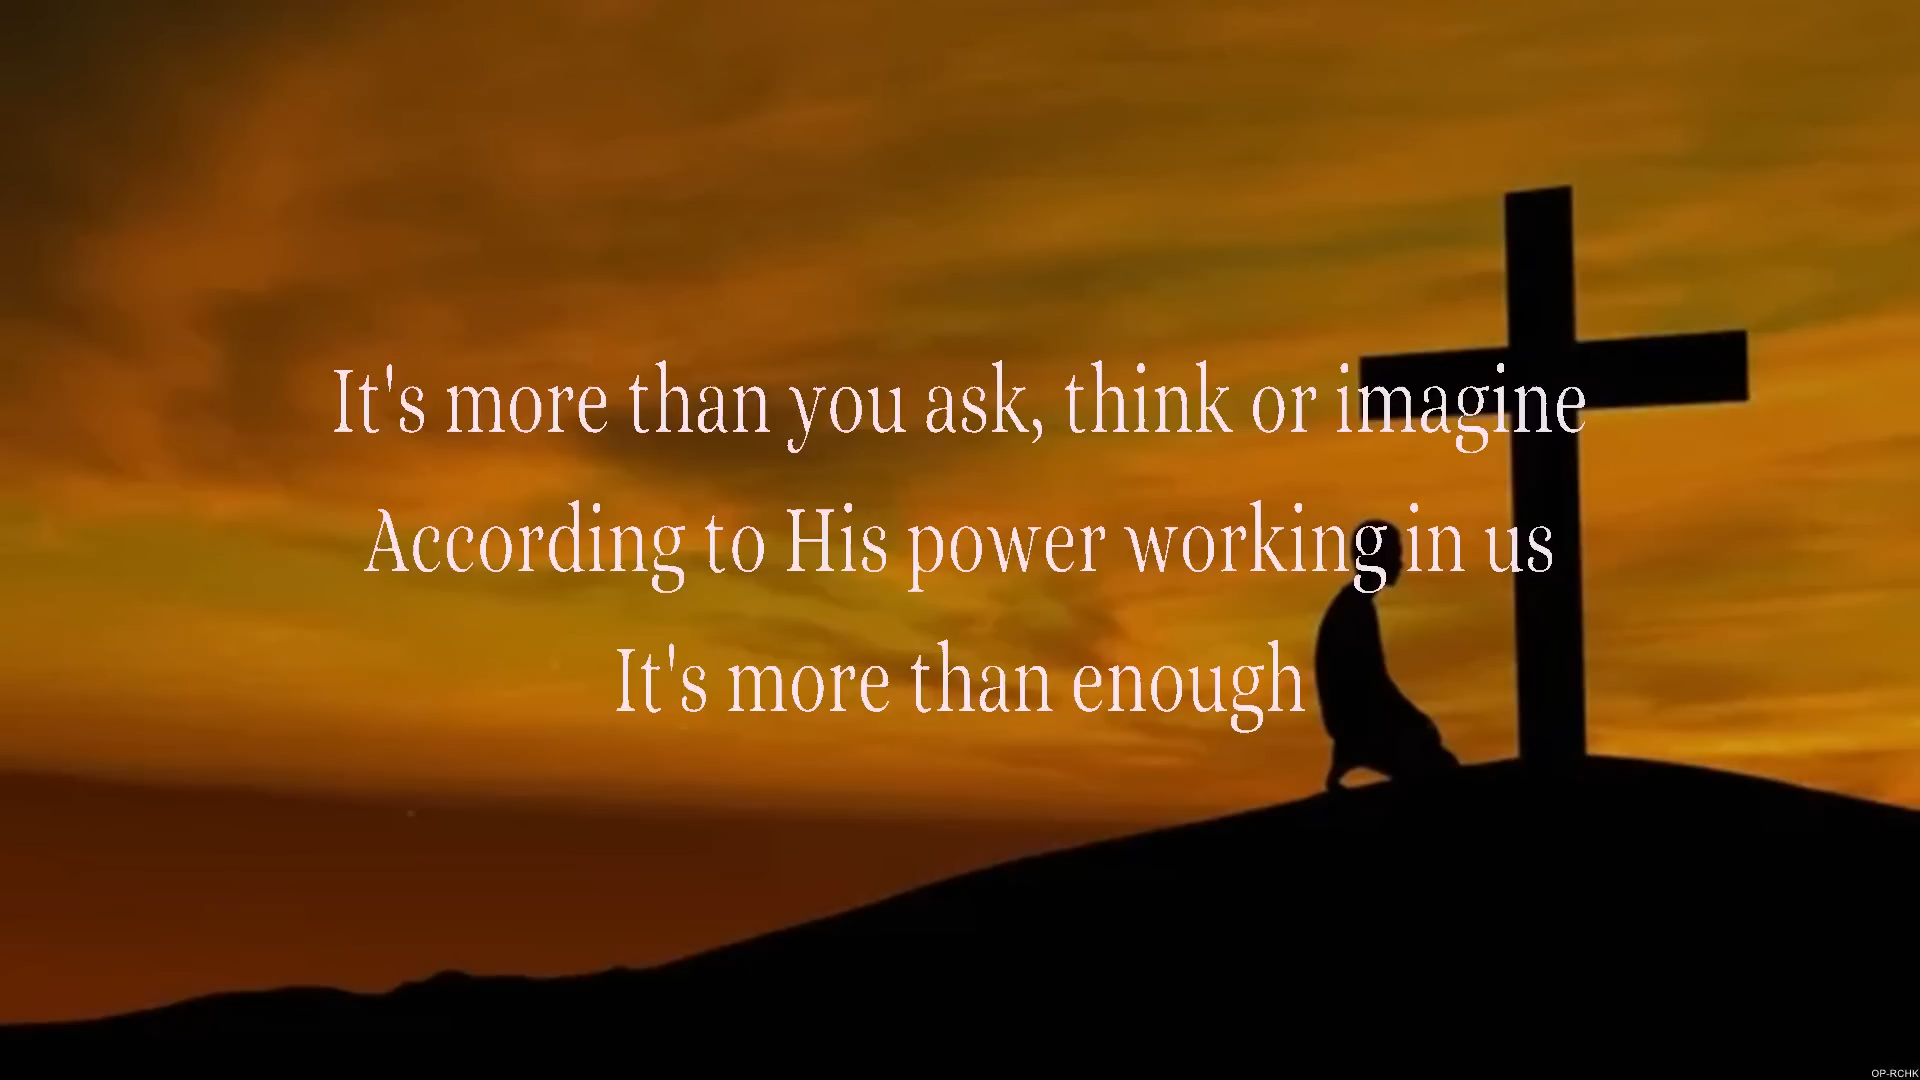 It's more than you ask, think or imagine
According to His power working in us
It's more than enough
OP-RCHK